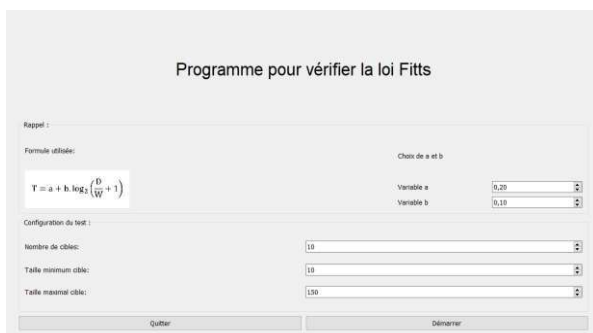 Programme pour vérifier la loi Fitts
Rappel :
Formule utilisée:
Choix de a et b
T = a + b. log₂ (D/W + 1)
Variable a 0,20
Variable b 0,10
Configuration du test :
Nombre de cibles: 10
Taille minimum cible: 10
Taille maximal cible: 150
Quitter Démarrer